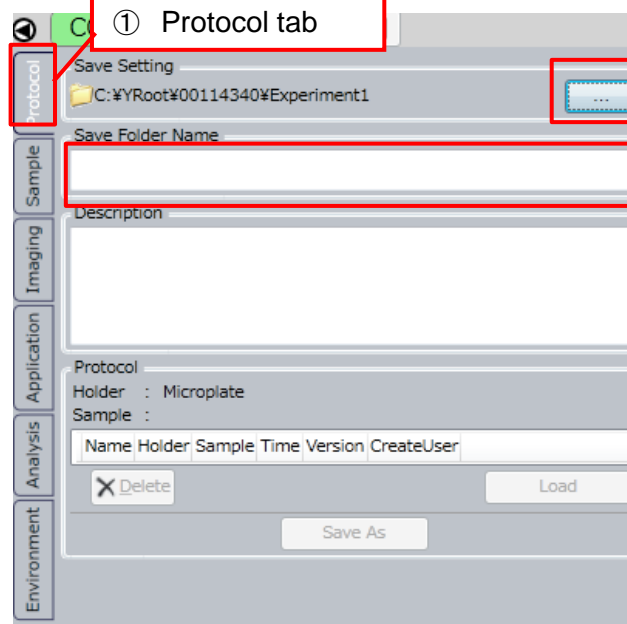 ① Protocol tab
Save Setting
C:¥YRoot¥00114340¥Experiment1
...
Save Folder Name
Description
Protocol
Holder : Microplate
Sample :
Name Holder Sample Time Version CreateUser
Delete
Load
Save As
Protocol
Sample
Imaging
Application
Analysis
Environment